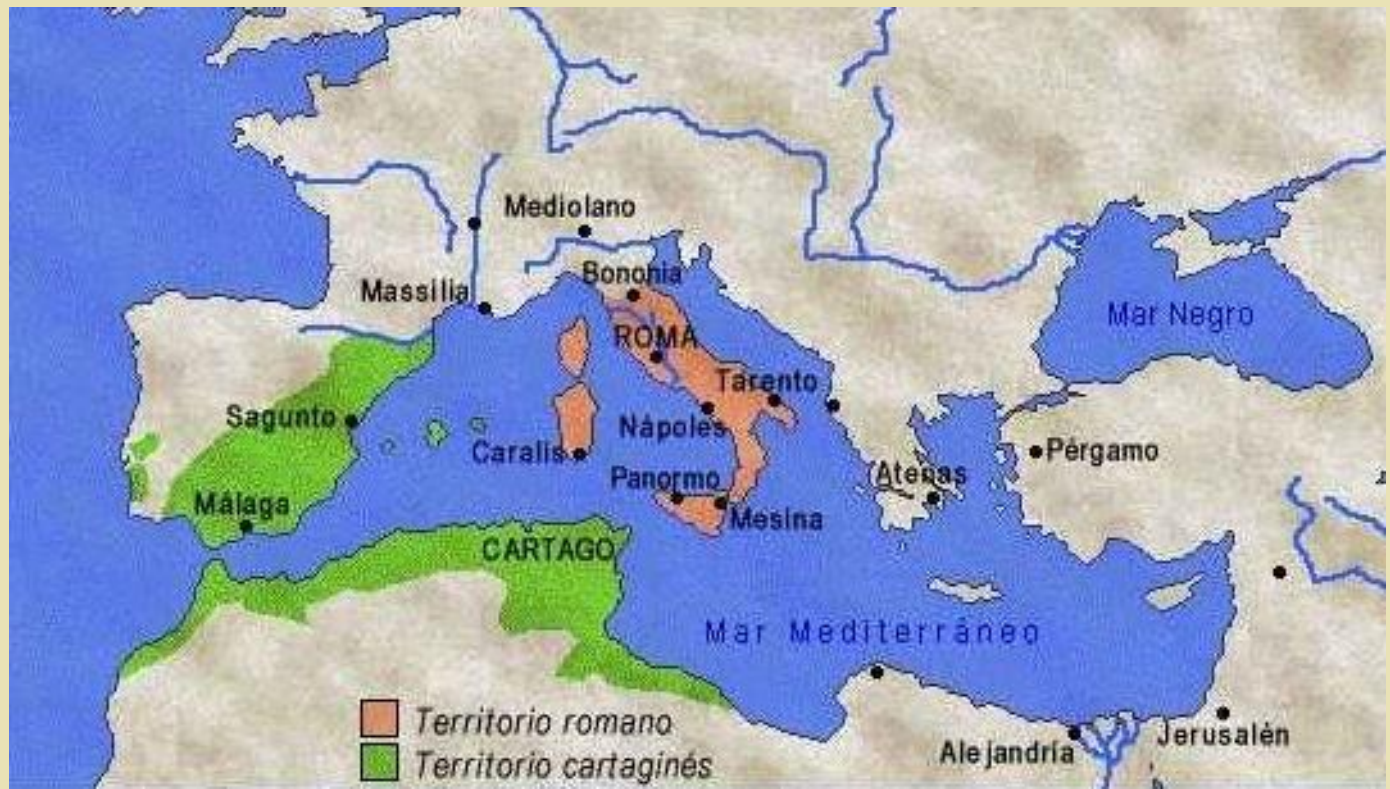 Mediolano
Bononia
Massilia
Mar Negro
ROMA
Tarento
Sagunto
Nápoles
Caralis
Pérgamo
Atenas
Panormo
Málaga
Mesina
CARTAGO
Mar Mediterráneo
Territorio romano
Territorio cartaginés
Alejandría
Jerusalén